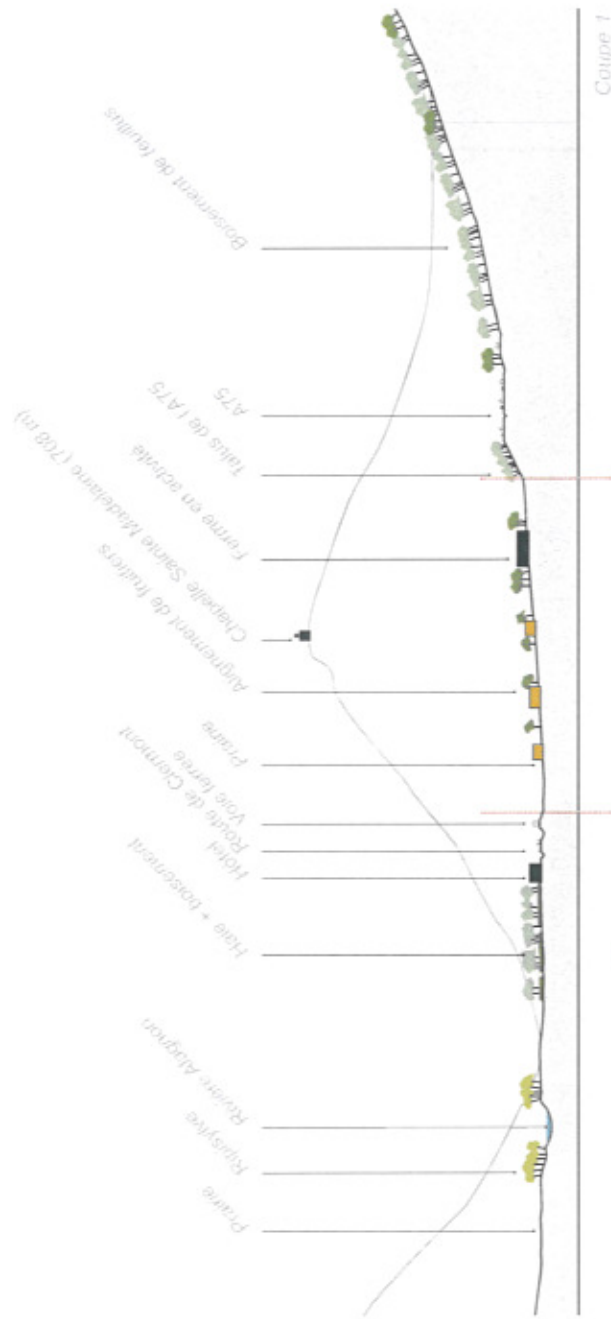 Coupe 1
Boisement de feuillus
A75
Talus de l A75
Ferme en activité
Chapelle Sainte Madelaine (708 m)
Alignement de fruitiers
Prairie
Voie ferrée
Route de Clermont
Hôtel
Haie + boisement
Rivière Alagnon
Ripisylve
Prairie